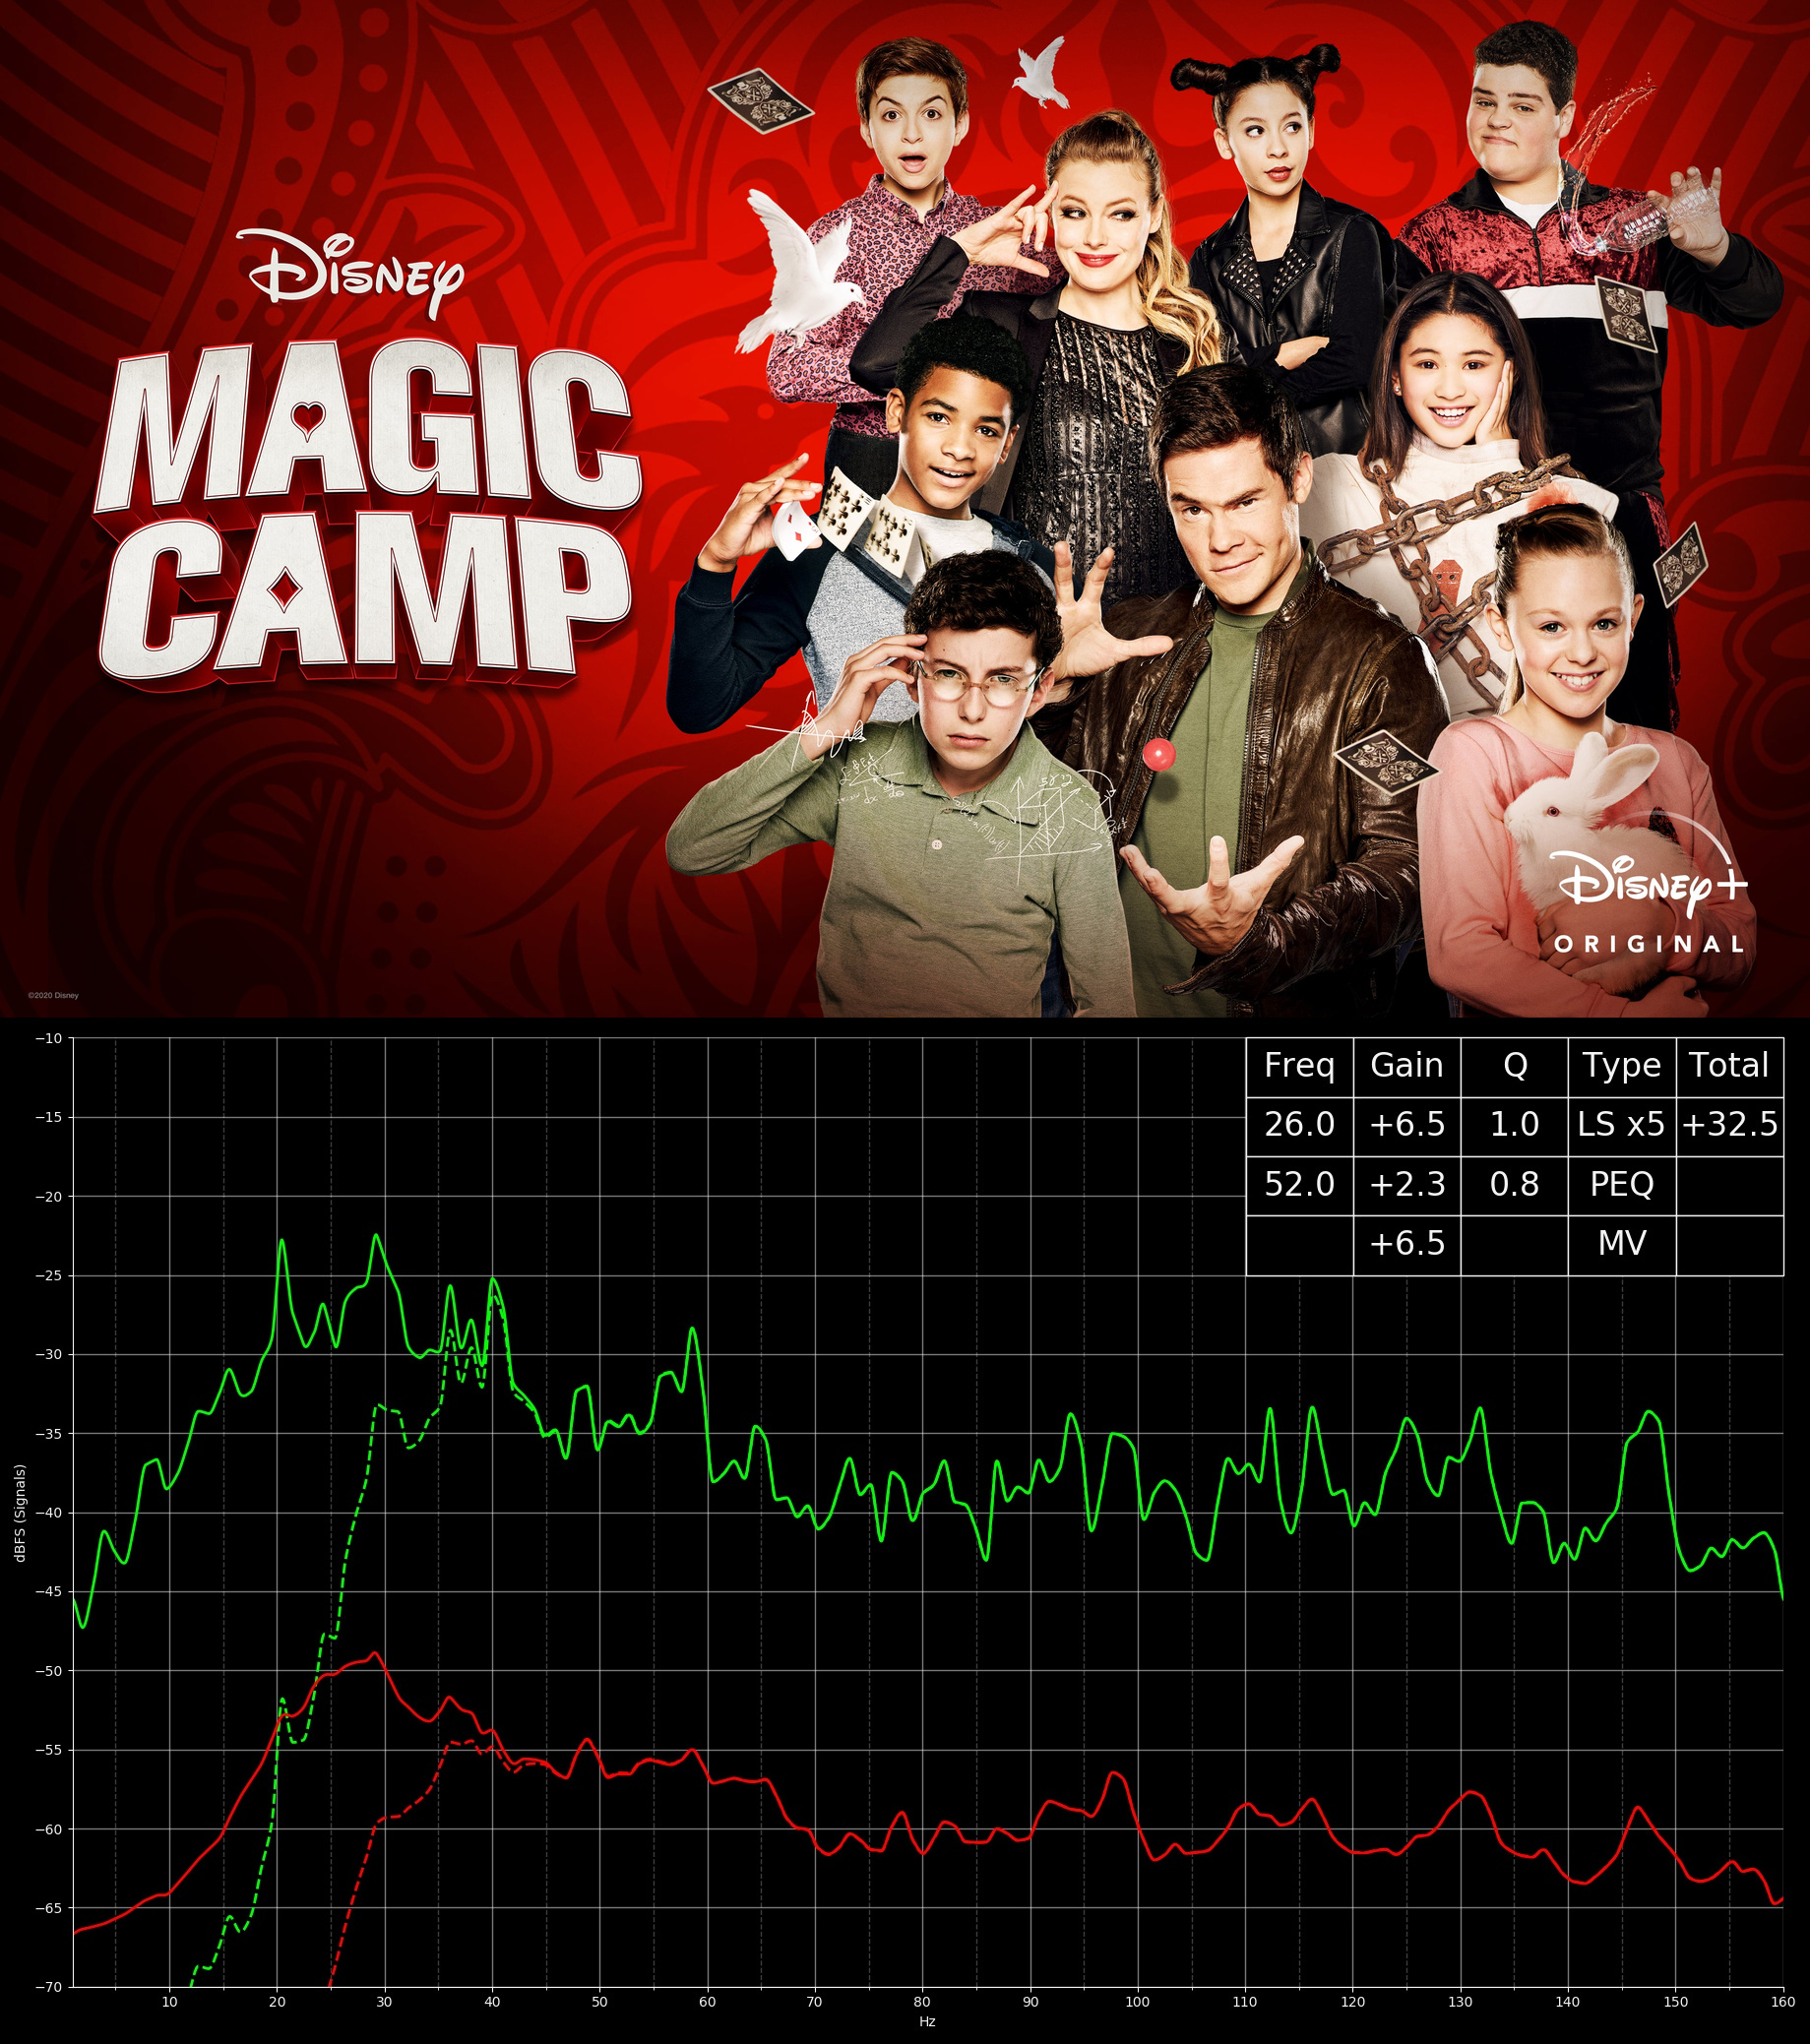 Disney
MAGIC
CAMP
Disney+
ORIGINAL
©2020 Disney
Freq Gain Q Type Total
26.0 +6.5 1.0 LS x5 +32.5
52.0 +2.3 0.8 PEQ
+6.5 MV
dBFS (Signals)
−10
−15
−20
−25
−30
−35
−40
−45
−50
−55
−60
−65
−70
10 20 30 40 50 60 70 80 90 100 110 120 130 140 150 160
Hz